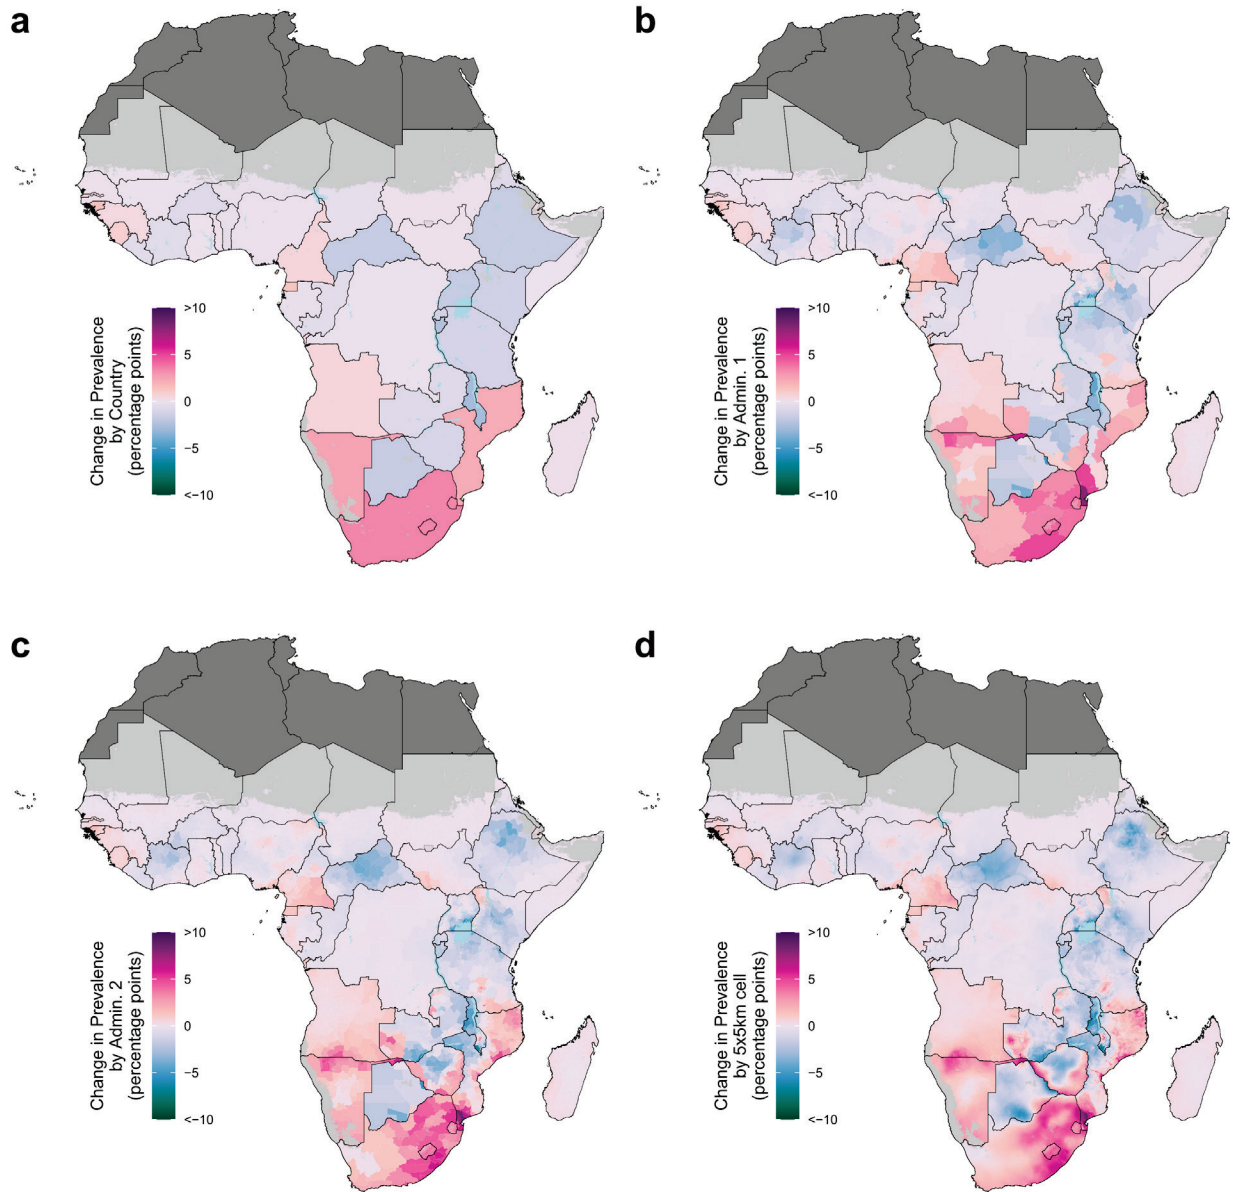 a
Change in Prevalence
by Country
(percentage points)
>10
5
0
−5
<−10
b
Change in Prevalence
by Admin. 1
(percentage points)
>10
5
0
−5
<−10
c
Change in Prevalence
by Admin. 2
(percentage points)
>10
5
0
−5
<−10
d
Change in Prevalence
by 5x5km cell
(percentage points)
>10
5
0
−5
<−10